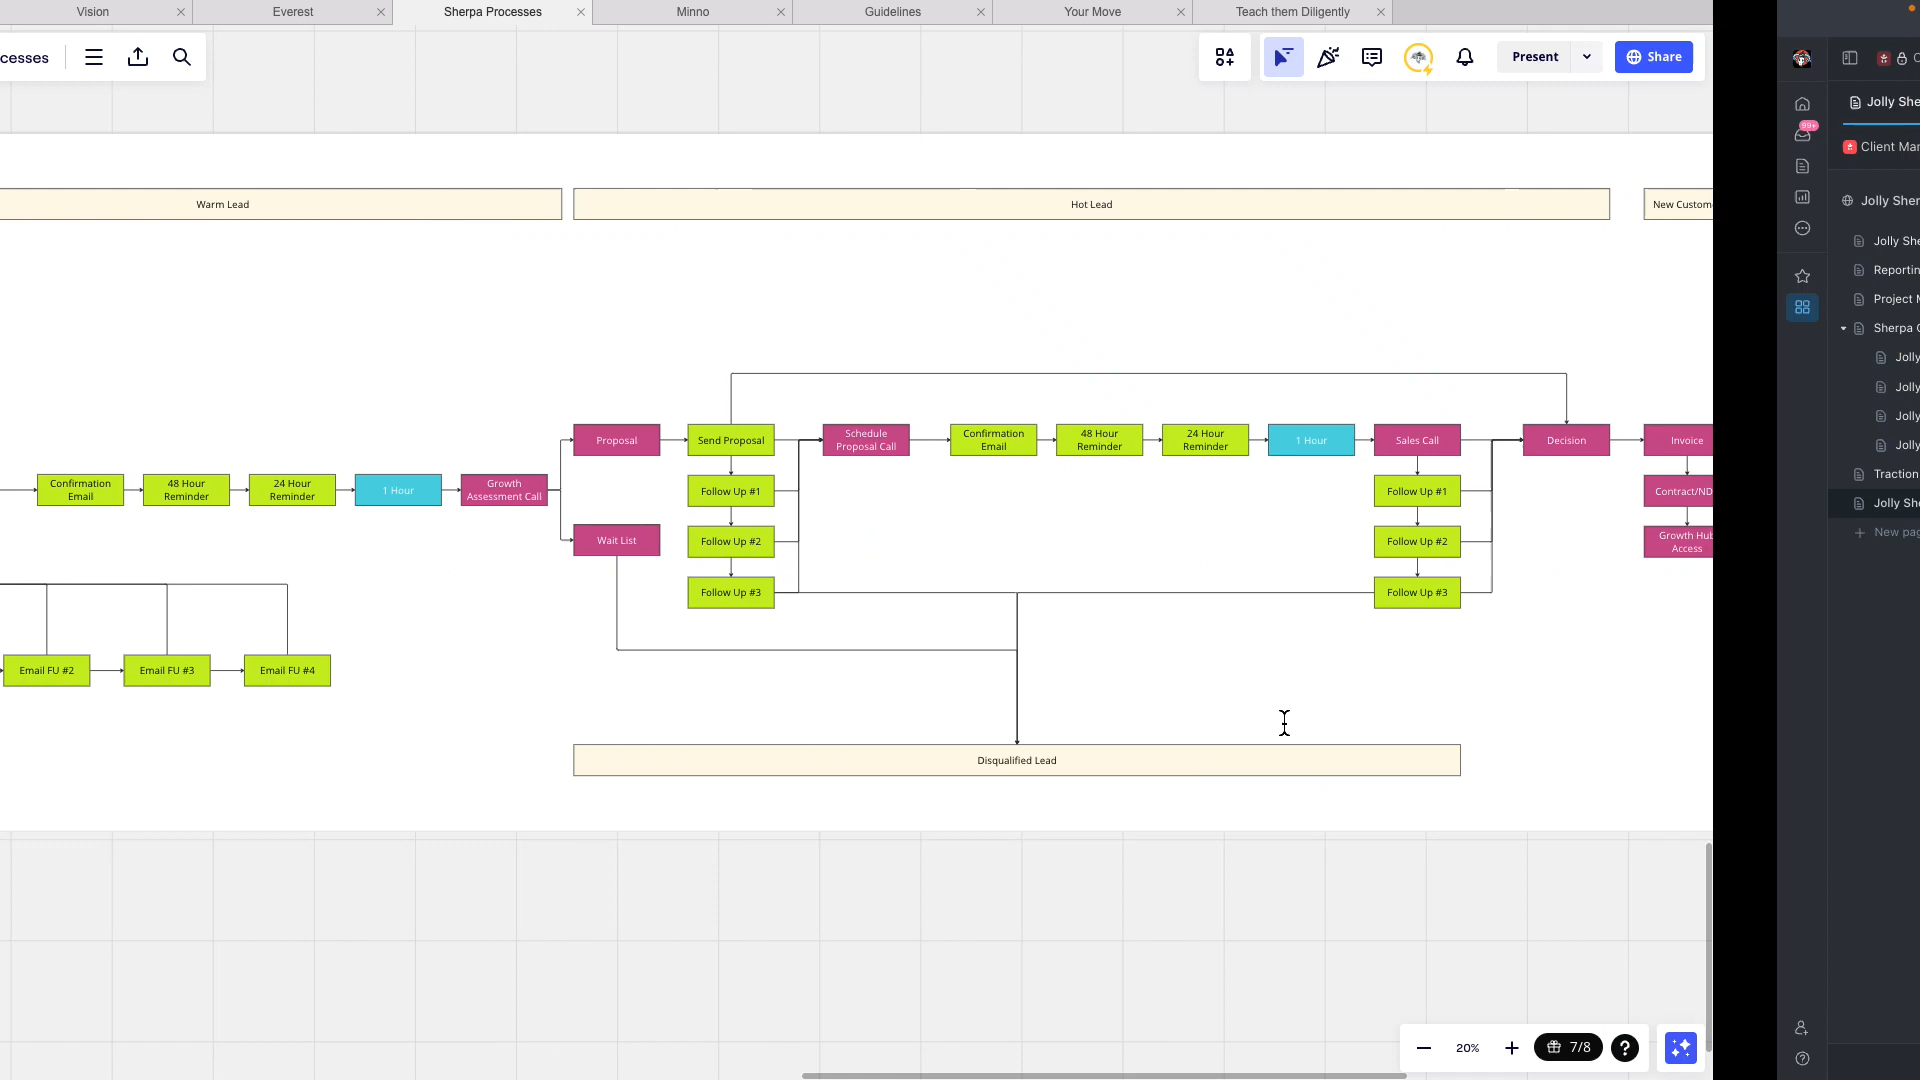 Vision
Everest
Sherpa Processes
Minno
Guidelines
Your Move
Teach them Diligently
cesses
Present
Share
Warm Lead
Hot Lead
New Custom
Proposal
Send Proposal
Schedule
Proposal Call
Confirmation
Email
48 Hour
Reminder
24 Hour
Reminder
1 Hour
Sales Call
Decision
Invoice
Confirmation
Email
48 Hour
Reminder
24 Hour
Reminder
1 Hour
Growth
Assessment Call
Follow Up #1
Follow Up #1
Contract/ND
Wait List
Follow Up #2
Follow Up #2
Growth Hub
Access
Follow Up #3
Follow Up #3
Email FU #2
Email FU #3
Email FU #4
Disqualified Lead
20%
7/8
99+
C
Jolly She
Client Mar
Jolly Sher
Jolly She
Reportin
Project M
Sherpa C
Jolly
Jolly
Jolly
Jolly
Traction
Jolly She
New pag